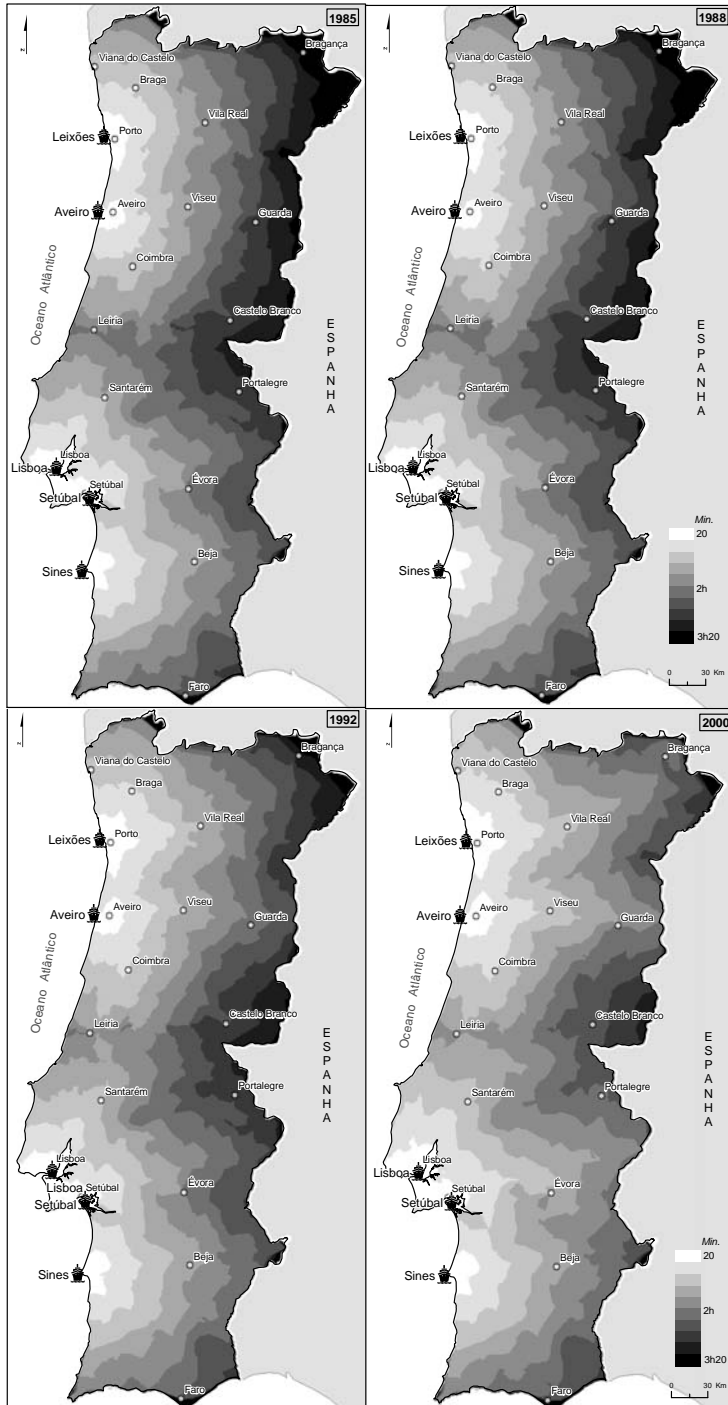 1985
z
Bragança
Viana do Castelo
Braga
Vila Real
Leixões
Porto
Aveiro
Aveiro
Viseu
Guarda
Coimbra
Oceano Atlântico
Leiria
Castelo Branco
ESPANHA
Santarém
Portalegre
Lisboa
Lisboa
Setúbal
Setúbal
Évora
Sines
Beja
Faro
1988
z
Bragança
Viana do Castelo
Braga
Vila Real
Leixões
Porto
Aveiro
Aveiro
Viseu
Guarda
Coimbra
Oceano Atlântico
Leiria
Castelo Branco
ESPANHA
Santarém
Portalegre
Lisboa
Lisboa
Setúbal
Setúbal
Évora
Sines
Beja
Faro
Min.
20
2h
3h20
0 30 Km
1992
z
Bragança
Viana do Castelo
Braga
Vila Real
Leixões
Porto
Aveiro
Aveiro
Viseu
Guarda
Coimbra
Oceano Atlântico
Leiria
Castelo Branco
ESPANHA
Santarém
Portalegre
Lisboa
Lisboa
Setúbal
Setúbal
Évora
Sines
Beja
Faro
2000
z
Bragança
Viana do Castelo
Braga
Vila Real
Leixões
Porto
Aveiro
Aveiro
Viseu
Guarda
Coimbra
Oceano Atlântico
Leiria
Castelo Branco
ESPANHA
Santarém
Portalegre
Lisboa
Lisboa
Setúbal
Setúbal
Évora
Sines
Beja
Faro
Min.
20
2h
3h20
0 30 Km